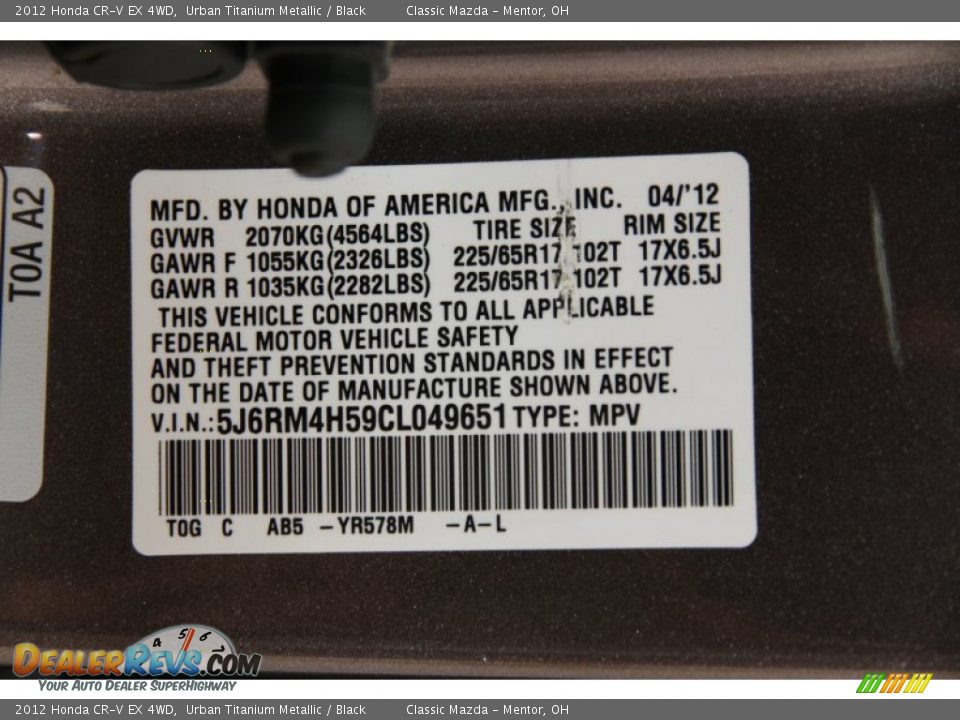 2012 Honda CR-V EX 4WD, Urban Titanium Metallic / Black Classic Mazda - Mentor, OH
T0A A2
MFD. BY HONDA OF AMERICA MFG., INC. 04/'12
GVWR 2070KG(4564LBS) TIRE SIZE RIM SIZE
GAWR F 1055KG(2326LBS) 225/65R17 102T 17X6.5J
GAWR R 1035KG(2282LBS) 225/65R17 102T 17X6.5J
THIS VEHICLE CONFORMS TO ALL APPLICABLE
FEDERAL MOTOR VEHICLE SAFETY
AND THEFT PREVENTION STANDARDS IN EFFECT
ON THE DATE OF MANUFACTURE SHOWN ABOVE.
V.I.N.:5J6RM4H59CL049651 TYPE: MPV
T0G C AB5 -YR578M -A-L
4 5 6
DealerRevs.com
Your Auto Dealer SuperHighway
2012 Honda CR-V EX 4WD, Urban Titanium Metallic / Black Classic Mazda - Mentor, OH